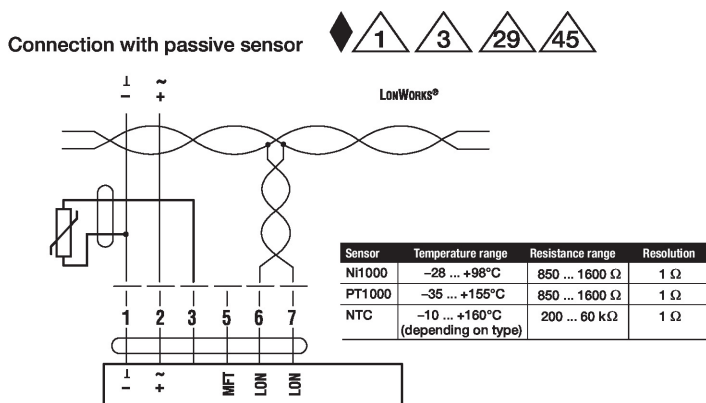 Connection with passive sensor 1 3 29 45
⊥ ~
− +
LONWORKS®
Sensor Temperature range Resistance range Resolution
Ni1000 −28 ... +98°C 850 ... 1600 Ω 1 Ω
PT1000 −35 ... +155°C 850 ... 1600 Ω 1 Ω
NTC −10 ... +160°C 200 ... 60 kΩ 1 Ω
(depending on type)
1 2 3 5 6 7
⊥ ~ MFT LON LON
− +